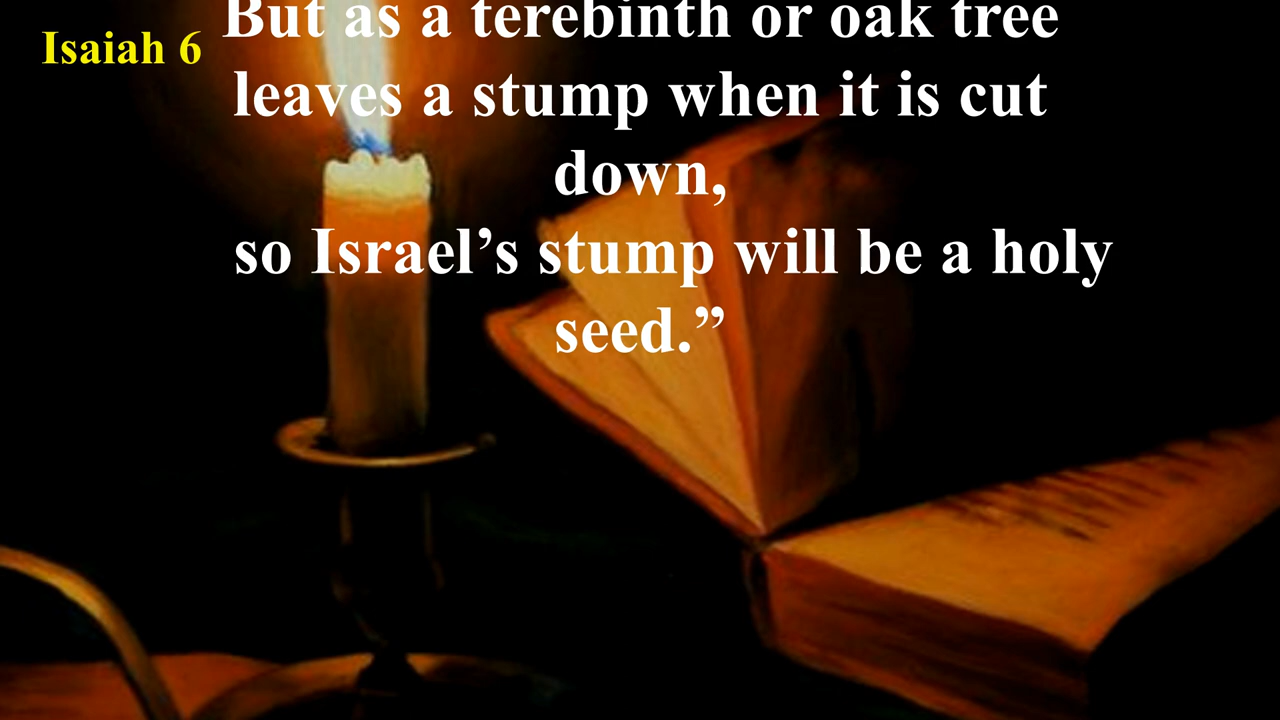 Isaiah 6
But as a terebinth or oak tree
leaves a stump when it is cut
down,
so Israel’s stump will be a holy
seed.”